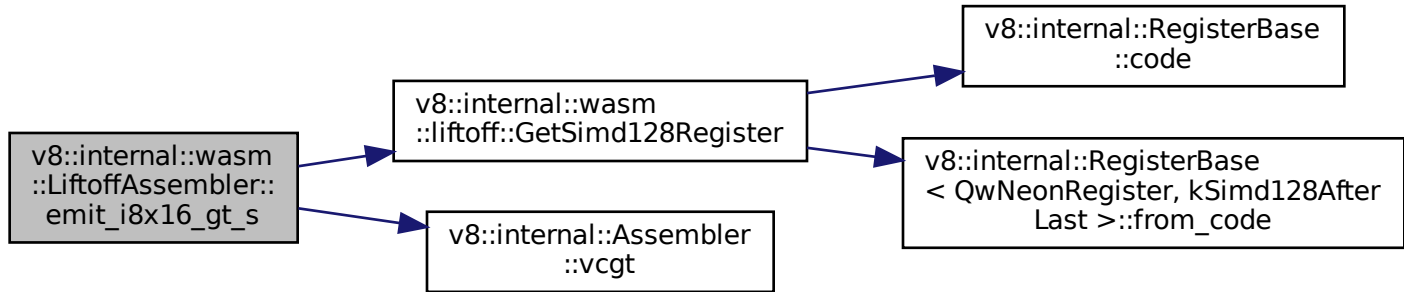 v8::internal::wasm
::LiftoffAssembler::
emit_i8x16_gt_s
v8::internal::wasm
::liftoff::GetSimd128Register
v8::internal::Assembler
::vcgt
v8::internal::RegisterBase
::code
v8::internal::RegisterBase
< QwNeonRegister, kSimd128After
Last >::from_code